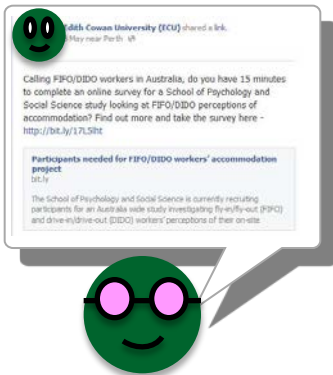 Edith Cowan University (ECU) shared a link.
May near Perth
Calling FIFO/DIDO workers in Australia, do you have 15 minutes
to complete an online survey for a School of Psychology and
Social Science study looking at FIFO/DIDO perceptions of
accommodation? Find out more and take the survey here -
http://bit.ly/17L5lht
Participants needed for FIFO/DIDO workers' accommodation
project
bit.ly
The School of Psychology and Social Science is currently recruiting
participants for an Australia wide study investigating fly-in/fly-out (FIFO)
and drive-in/drive-out (DIDO) workers' perceptions of their on-site